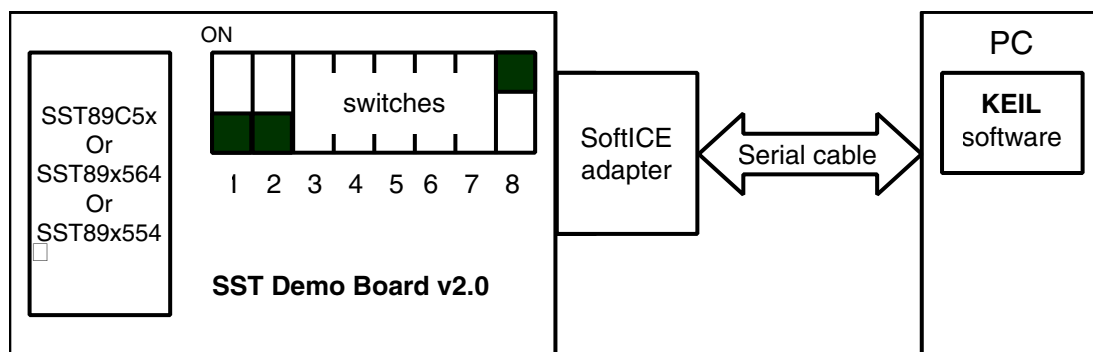 ON
SST89C5x
Or
SST89x564
Or
SST89x554
switches
1 2 3 4 5 6 7 8
SST Demo Board v2.0
SoftICE
adapter
Serial cable
PC
KEIL
software